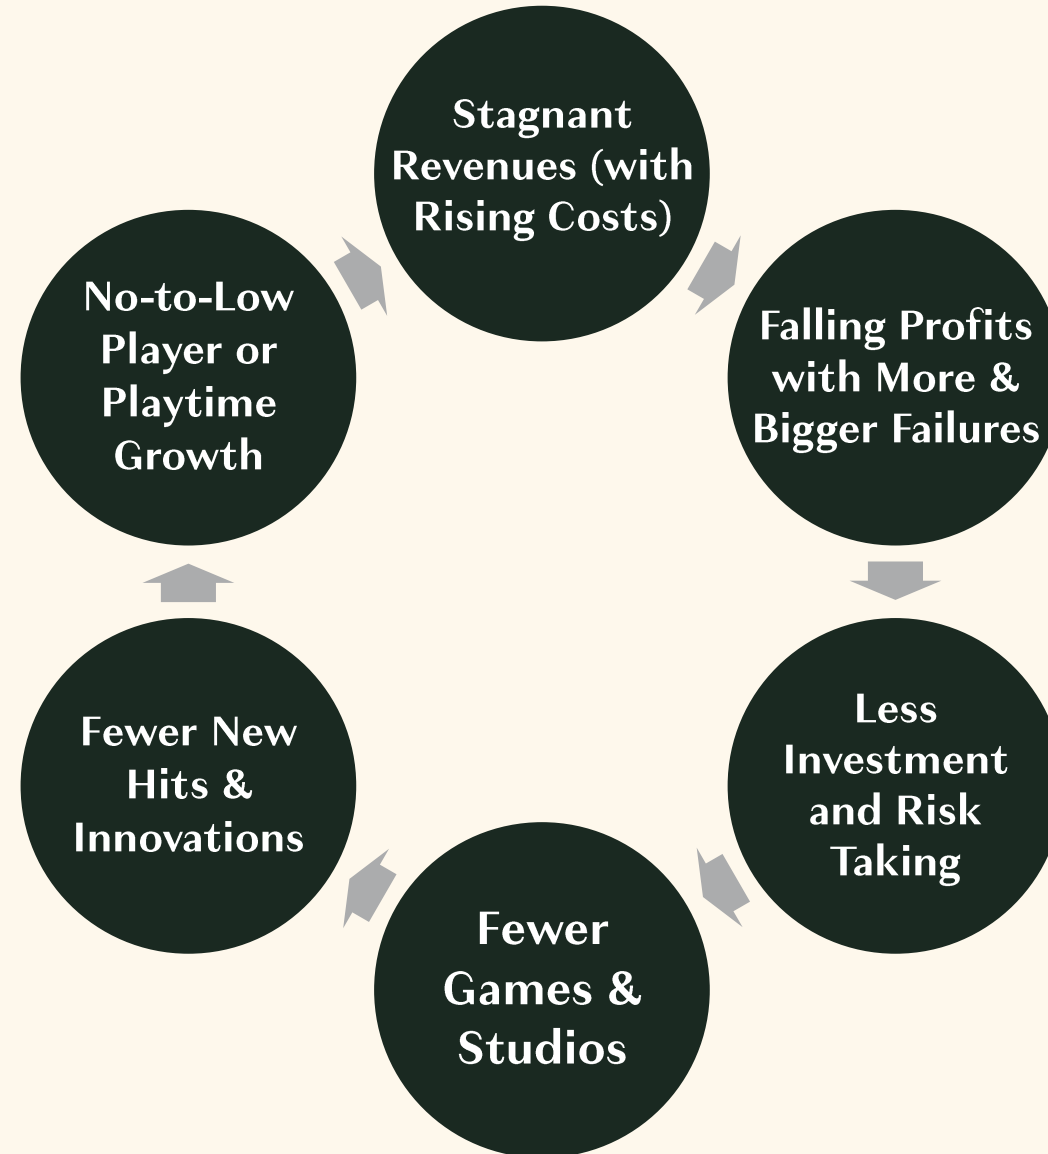 Stagnant
Revenues (with
Rising Costs)
Falling Profits
with More &
Bigger Failures
Less
Investment
and Risk
Taking
Fewer
Games &
Studios
Fewer New
Hits &
Innovations
No-to-Low
Player or
Playtime
Growth